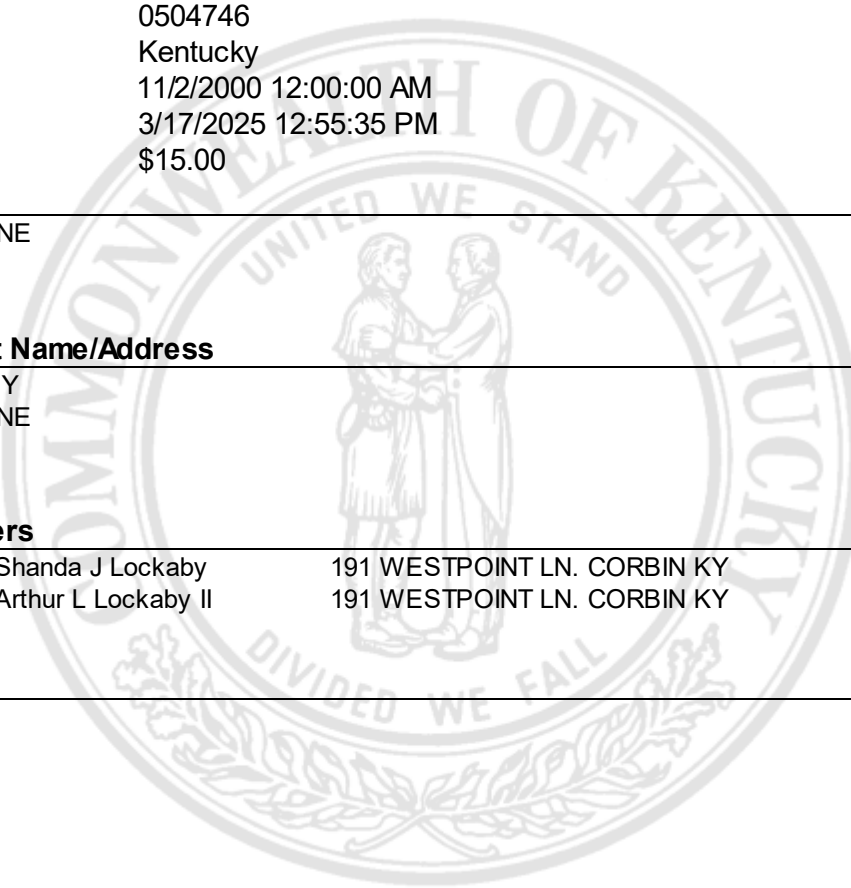 0504746
Kentucky
11/2/2000 12:00:00 AM
3/17/2025 12:55:35 PM
$15.00
NE
Name/Address
Y
NE
ers
Shanda J Lockaby 191 WESTPOINT LN. CORBIN KY
Arthur L Lockaby II 191 WESTPOINT LN. CORBIN KY
COMMONWEALTH OF KENTUCKY
UNITED WE STAND
DIVIDED WE FALL